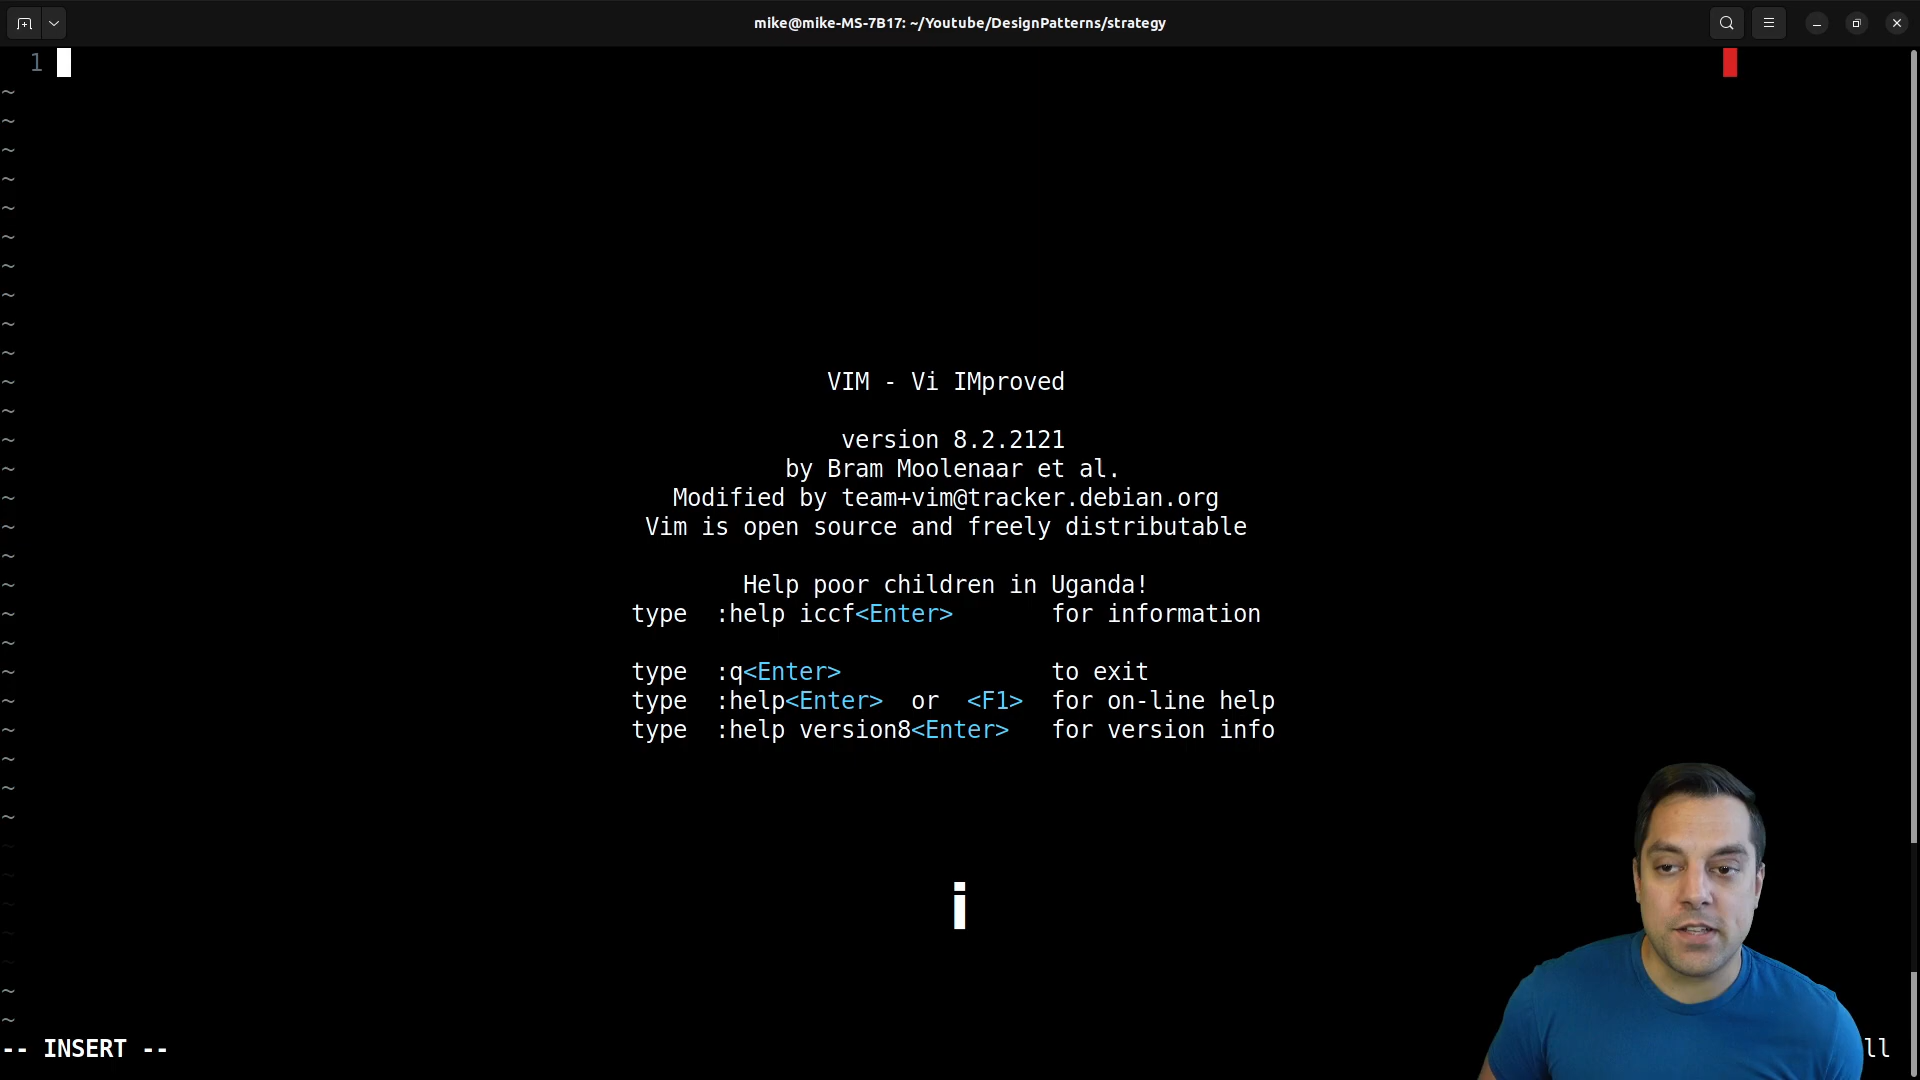 mike@mike-MS-7B17: ~/Youtube/DesignPatterns/strategy
1
~
~
~
~
~
~
~
~
~
~
~ VIM - Vi IMproved
~
~ version 8.2.2121
~ by Bram Moolenaar et al.
~ Modified by team+vim@tracker.debian.org
~ Vim is open source and freely distributable
~
~ Help poor children in Uganda!
~ type :help iccf<Enter> for information
~
~ type :q<Enter> to exit
~ type :help<Enter> or <F1> for on-line help
~ type :help version8<Enter> for version info
~
~
~
~
~
~
~
~
~
-- INSERT -- ll
i